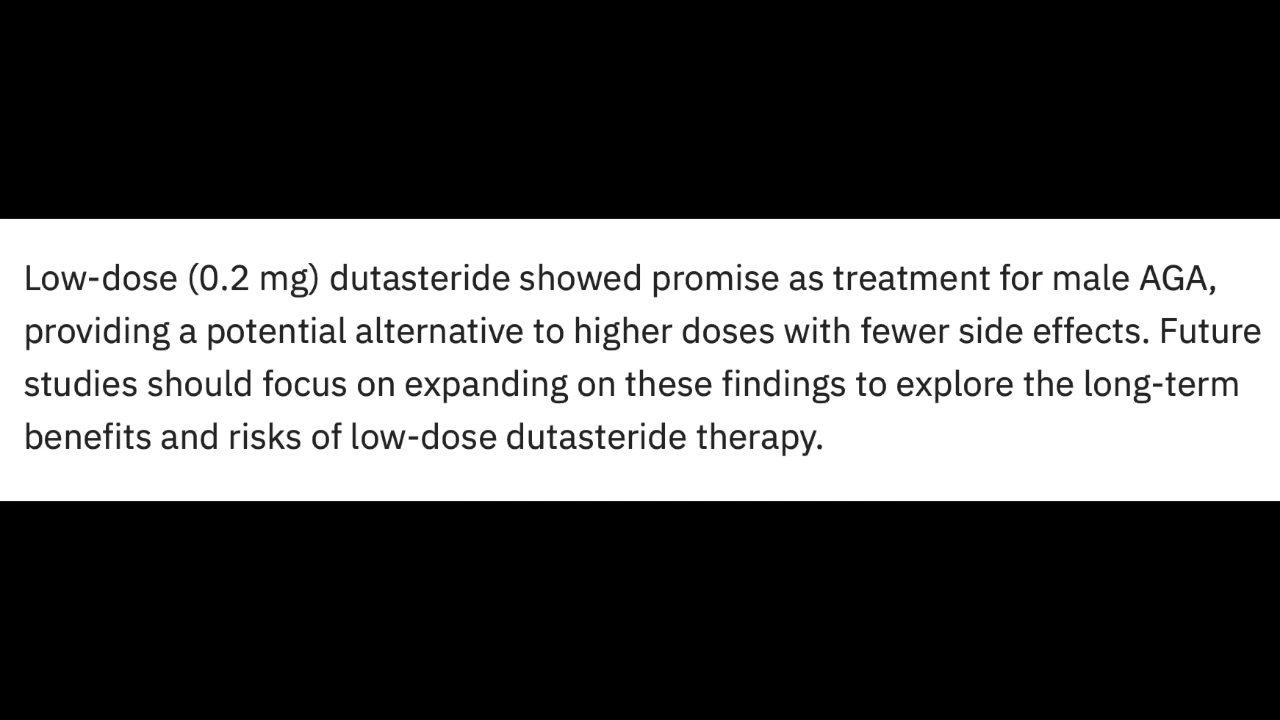 Low-dose (0.2 mg) dutasteride showed promise as treatment for male AGA,
providing a potential alternative to higher doses with fewer side effects. Future
studies should focus on expanding on these findings to explore the long-term
benefits and risks of low-dose dutasteride therapy.